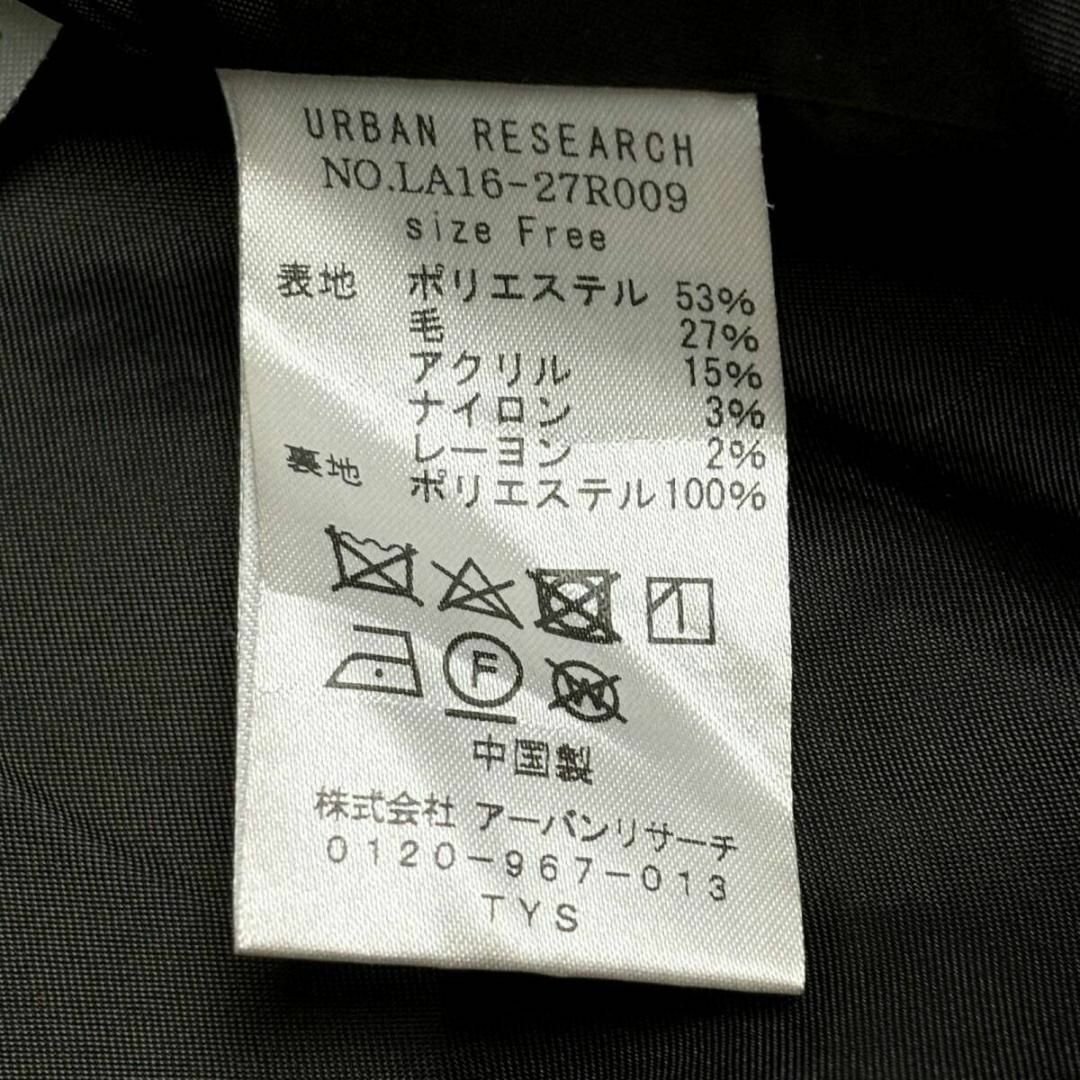 URBAN RESEARCH
NO.LA16-27R009
size Free
表地 ポリエステル 53%
毛 27%
アクリル 15%
ナイロン 3%
レーヨン 2%
裏地 ポリエステル 100%
F W
中国製
株式会社 アーバンリサーチ
0120-967-013
TYS